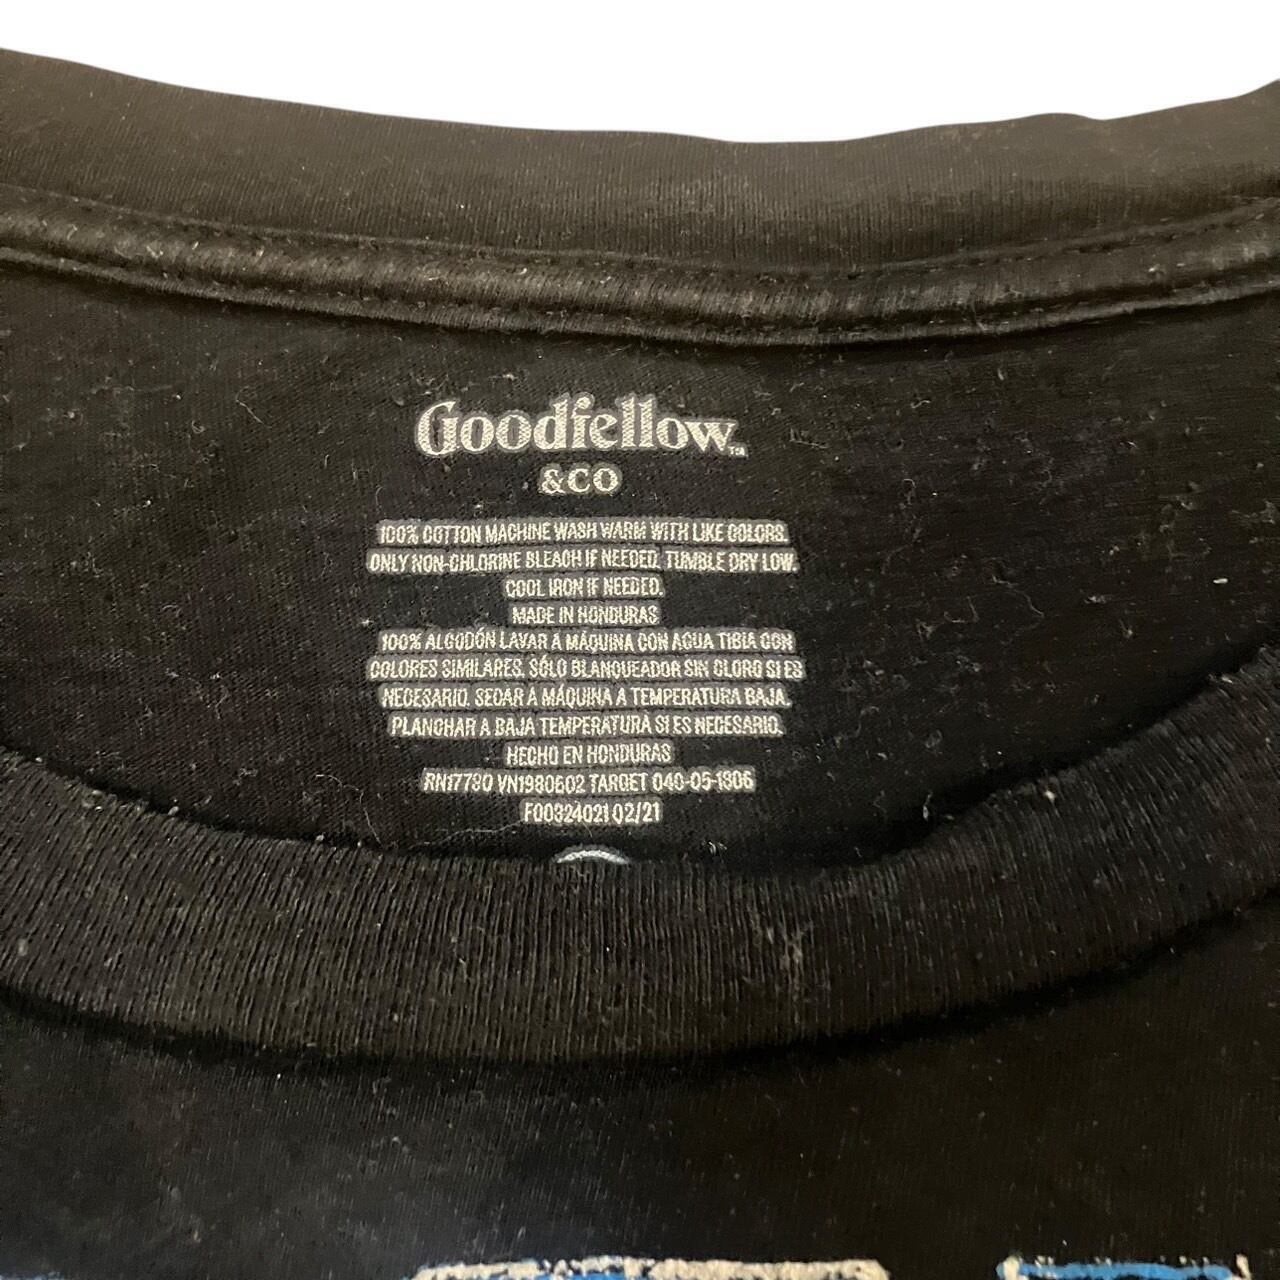 Goodfellow™
&CO
100% COTTON MACHINE WASH WARM WITH LIKE COLORS.
ONLY NON-CHLORINE BLEACH IF NEEDED. TUMBLE DRY LOW.
COOL IRON IF NEEDED.
MADE IN HONDURAS
100% ALGODÓN LAVAR A MÁQUINA CON AGUA TIBIA CON
COLORES SIMILARES. SÓLO BLANQUEADOR SIN CLORO SI ES
NECESARIO. SECAR A MÁQUINA A TEMPERATURA BAJA.
PLANCHAR A BAJA TEMPERATURA SI ES NECESARIO.
HECHO EN HONDURAS
RN17730 VN1980602 TARGET 040-05-1806
F00324021 02/21